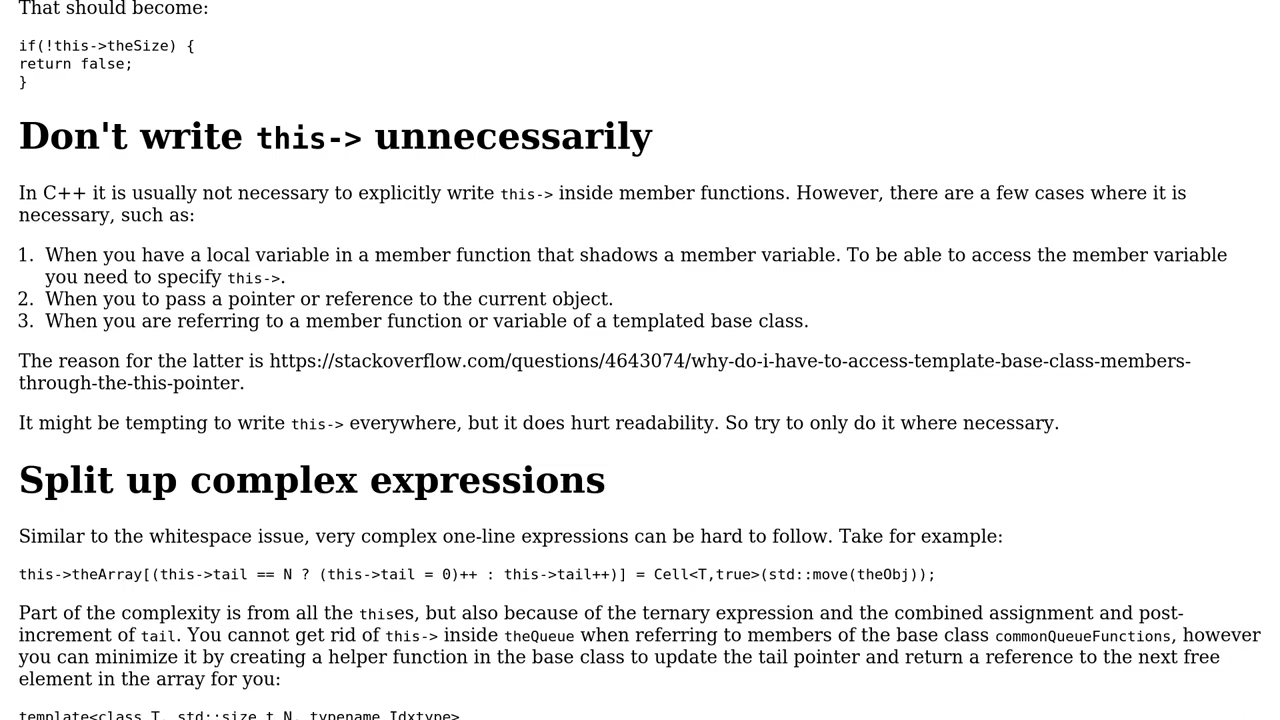 That should become:
if(!this->theSize) {
return false;
}
Don't write this-> unnecessarily
In C++ it is usually not necessary to explicitly write this-> inside member functions. However, there are a few cases where it is
necessary, such as:
1. When you have a local variable in a member function that shadows a member variable. To be able to access the member variable
you need to specify this->.
2. When you to pass a pointer or reference to the current object.
3. When you are referring to a member function or variable of a templated base class.
The reason for the latter is https://stackoverflow.com/questions/4643074/why-do-i-have-to-access-template-base-class-members-
through-the-this-pointer.
It might be tempting to write this-> everywhere, but it does hurt readability. So try to only do it where necessary.
Split up complex expressions
Similar to the whitespace issue, very complex one-line expressions can be hard to follow. Take for example:
this->theArray[(this->tail == N ? (this->tail = 0)++ : this->tail++)] = Cell<T,true>(std::move(theObj));
Part of the complexity is from all the thises, but also because of the ternary expression and the combined assignment and post-
increment of tail. You cannot get rid of this-> inside theQueue when referring to members of the base class commonQueueFunctions, however
you can minimize it by creating a helper function in the base class to update the tail pointer and return a reference to the next free
element in the array for you:
template<class T, std::size_t N, typename Idxtype>